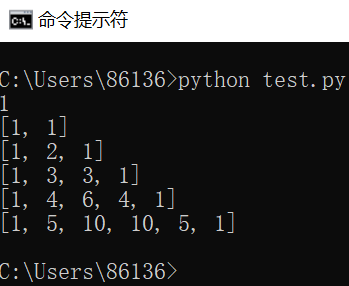 命令提示符
C:\Users\86136>python test.py
1
[1, 1]
[1, 2, 1]
[1, 3, 3, 1]
[1, 4, 6, 4, 1]
[1, 5, 10, 10, 5, 1]
C:\Users\86136>